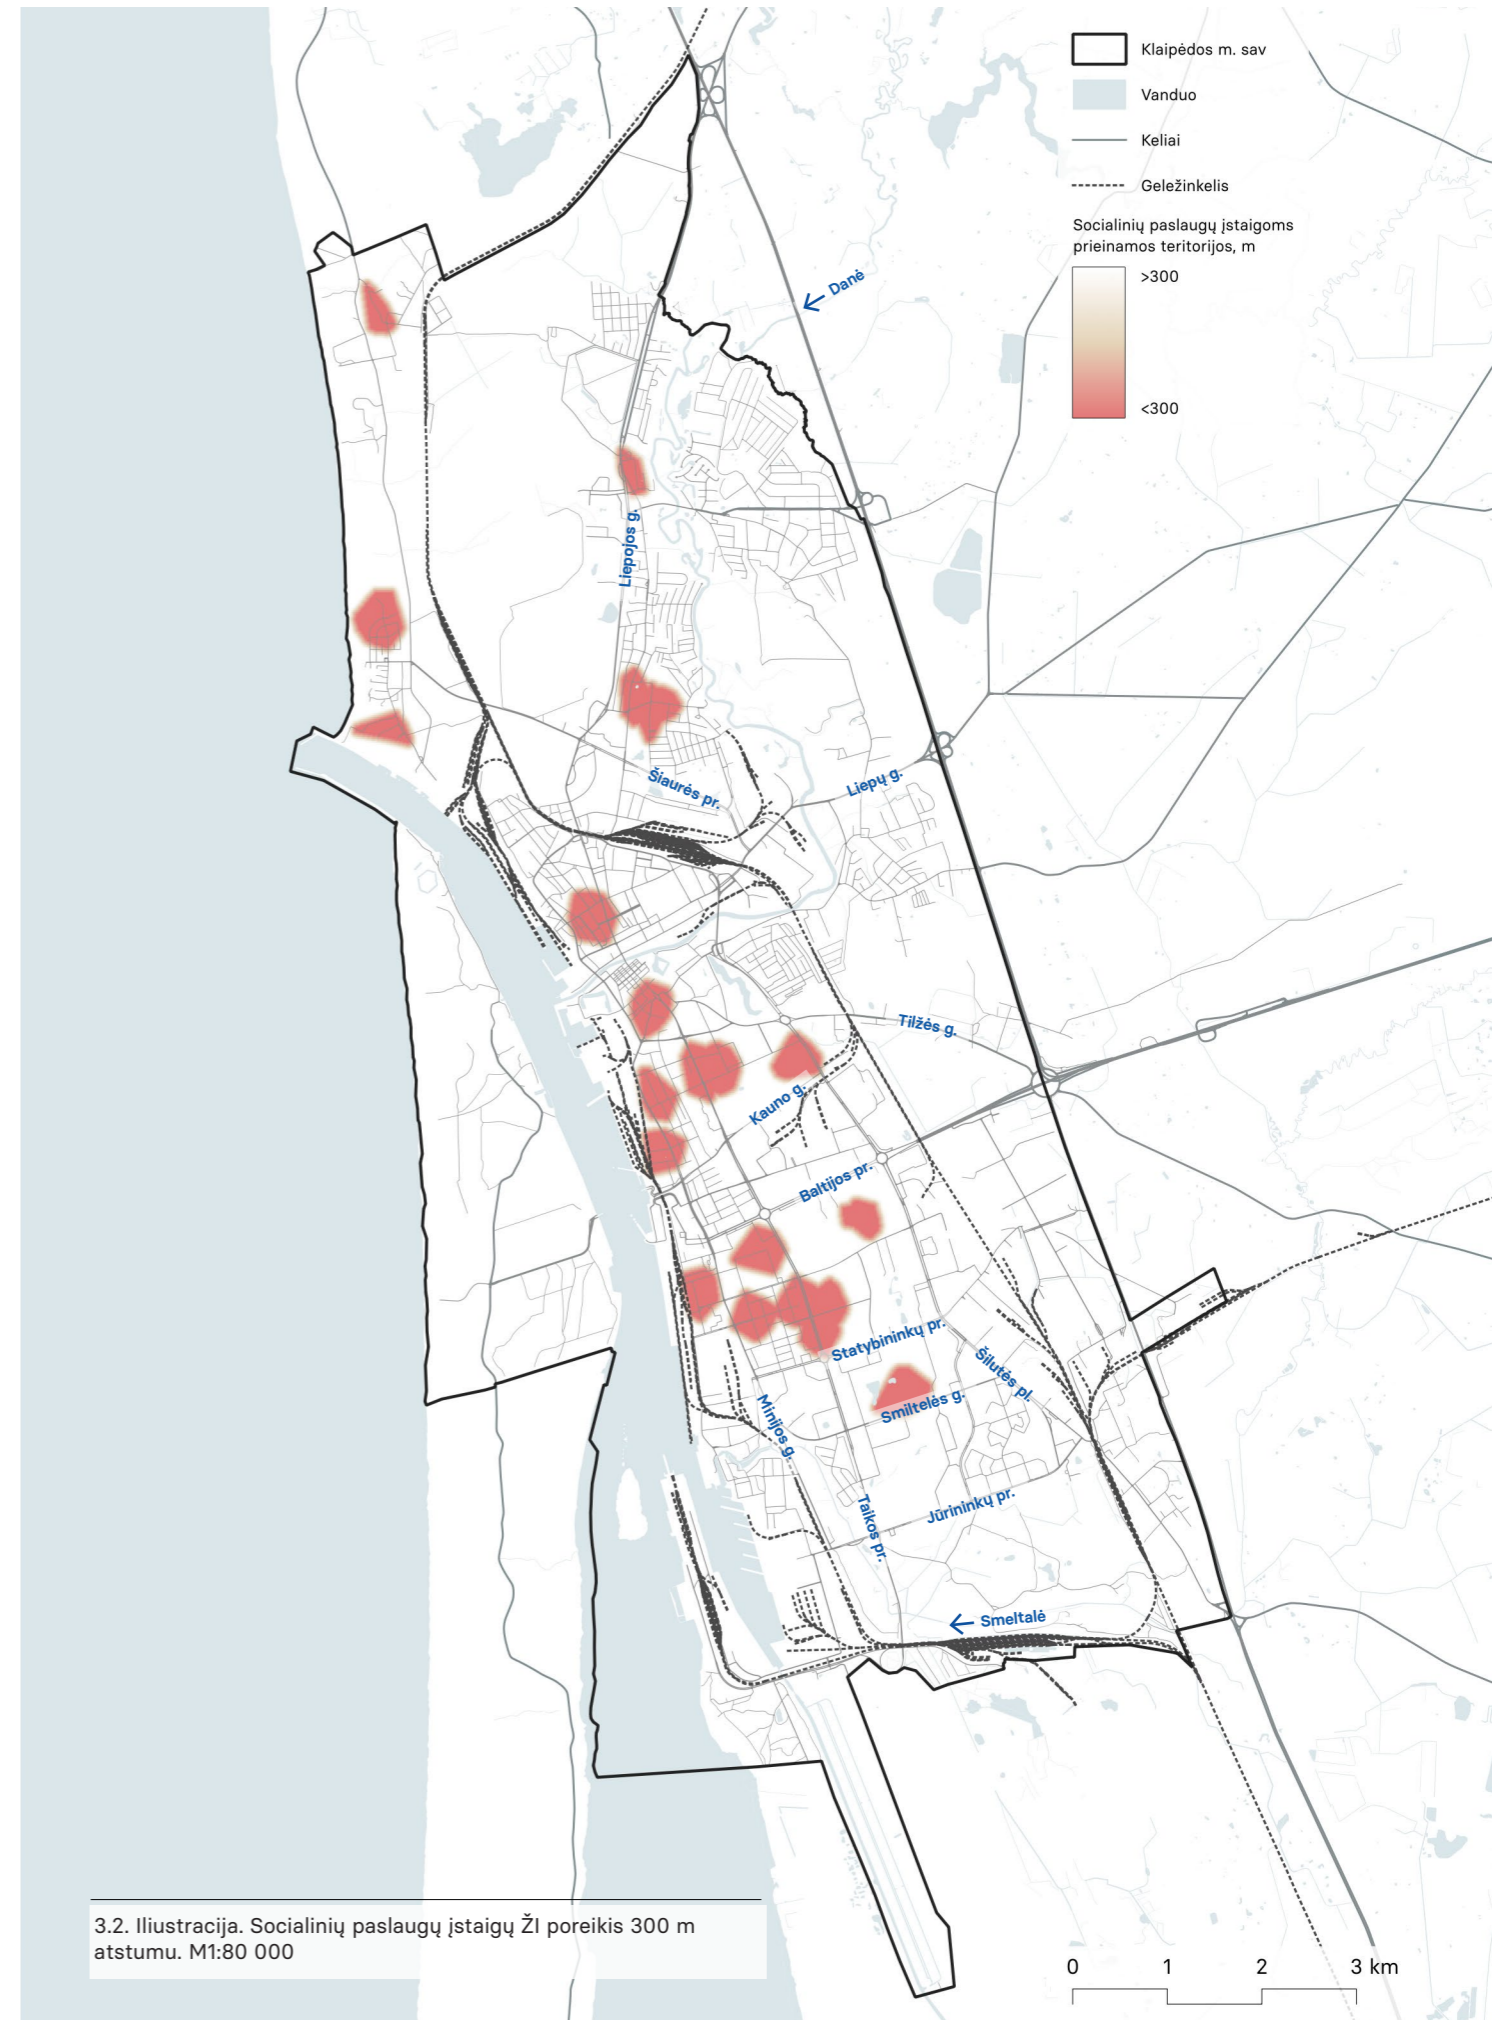 Klaipėdos m. sav
Vanduo
Keliai
Geležinkelis
Socialinių paslaugų įstaigoms
prieinamos teritorijos, m
>300
<300
Danė
Liepojos g.
Šiaurės pr.
Liepų g.
Tilžės g.
Kauno g.
Baltijos pr.
Statybininkų pr.
Šilutės pl.
Smiltelės g.
Minijos g.
Taikos pr.
Jūrininkų pr.
Smeltalė
3.2. Iliustracija. Socialinių paslaugų įstaigų ŽI poreikis 300 m
atstumu. M1:80 000
0 1 2 3 km